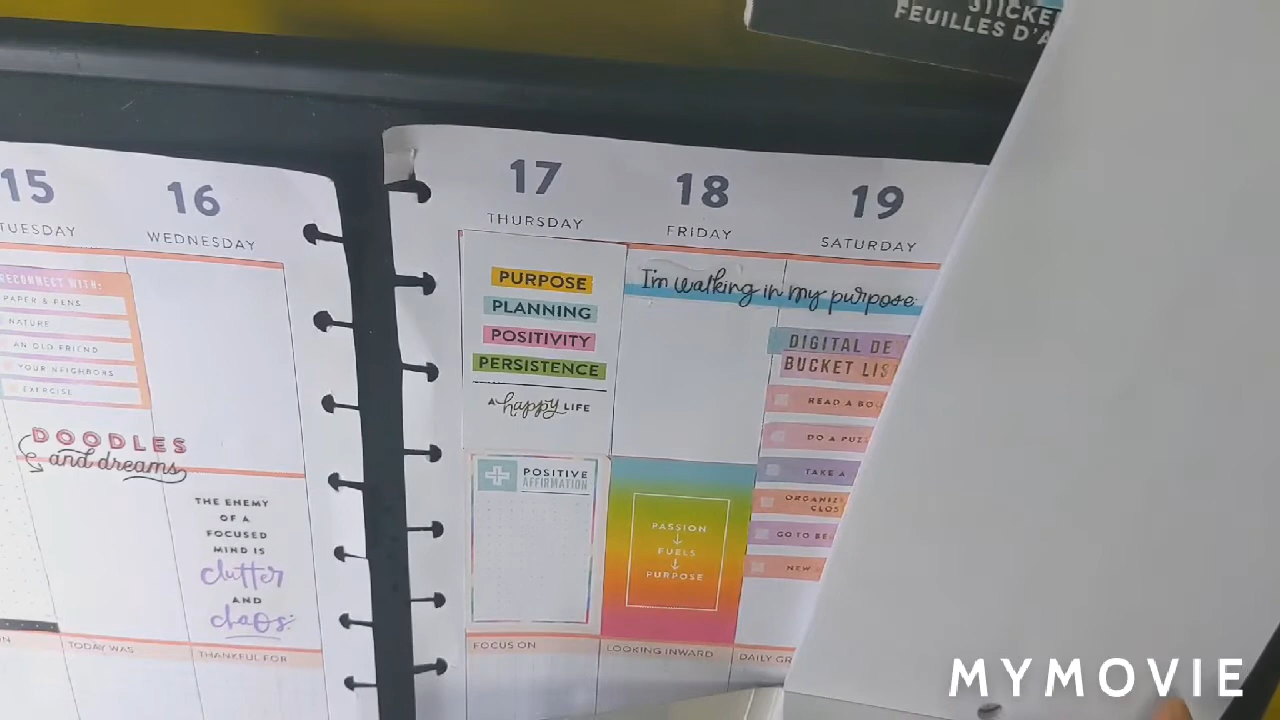 FEUILLES D'A
15
TUESDAY
RECONNECT WITH:
PAPER & PENS
NATURE
AN OLD FRIEND
YOUR NEIGHBORS
EXERCISE
DOODLES
and dreams
TODAY WAS
16
WEDNESDAY
THE ENEMY
OF A
FOCUSED
MIND IS
clutter
AND
chaos
THANKFUL FOR
17
THURSDAY
PURPOSE
PLANNING
POSITIVITY
PERSISTENCE
A happy LIFE
POSITIVE
AFFIRMATION
FOCUS ON
18
FRIDAY
I'm walking in my purpose
PASSION
FUELS
PURPOSE
LOOKING INWARD
19
SATURDAY
DIGITAL DE
BUCKET LIS
READ A BO
DO A PUZ
TAKE A
ORGANIZ
CLOS
GO TO BE
NEW
DAILY GR
MYMOVIE